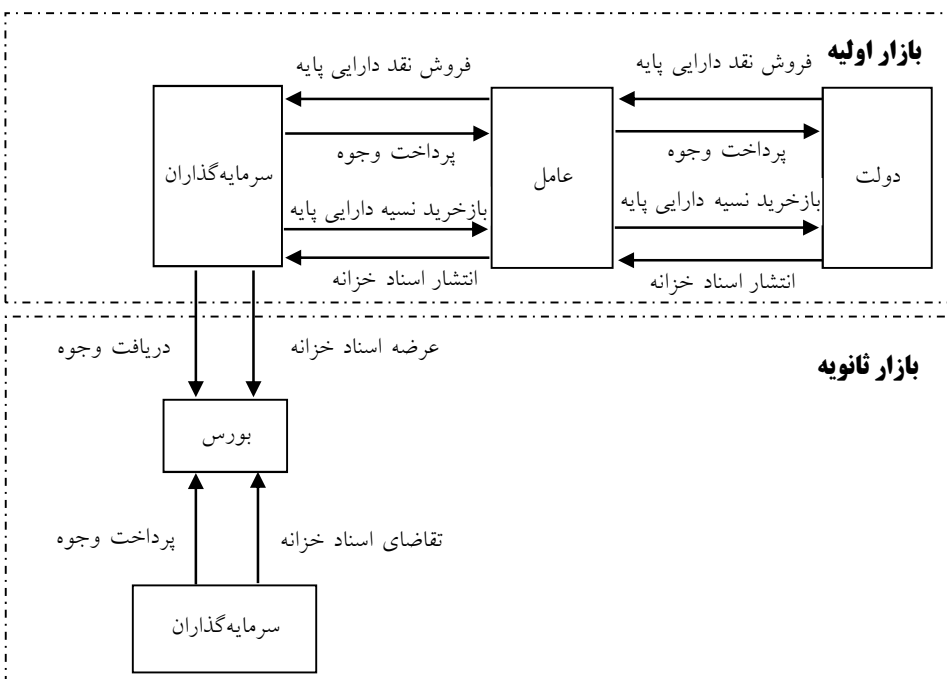 بازار اولیه
فروش نقد دارایی پایه
فروش نقد دارایی پایه
پرداخت وجوه
پرداخت وجوه
دولت
عامل
سرمایه‌گذاران
بازخرید نسیه دارایی پایه
بازخرید نسیه دارایی پایه
انتشار اسناد خزانه
انتشار اسناد خزانه
بازار ثانویه
عرضه اسناد خزانه
دریافت وجوه
بورس
تقاضای اسناد خزانه
پرداخت وجوه
سرمایه‌گذاران